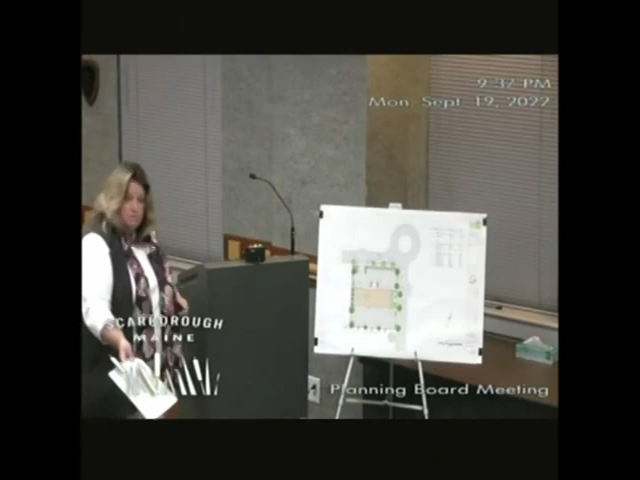 9:37 PM
Mon Sept 19, 2022
SCARBOROUGH
MAINE
Planning Board Meeting